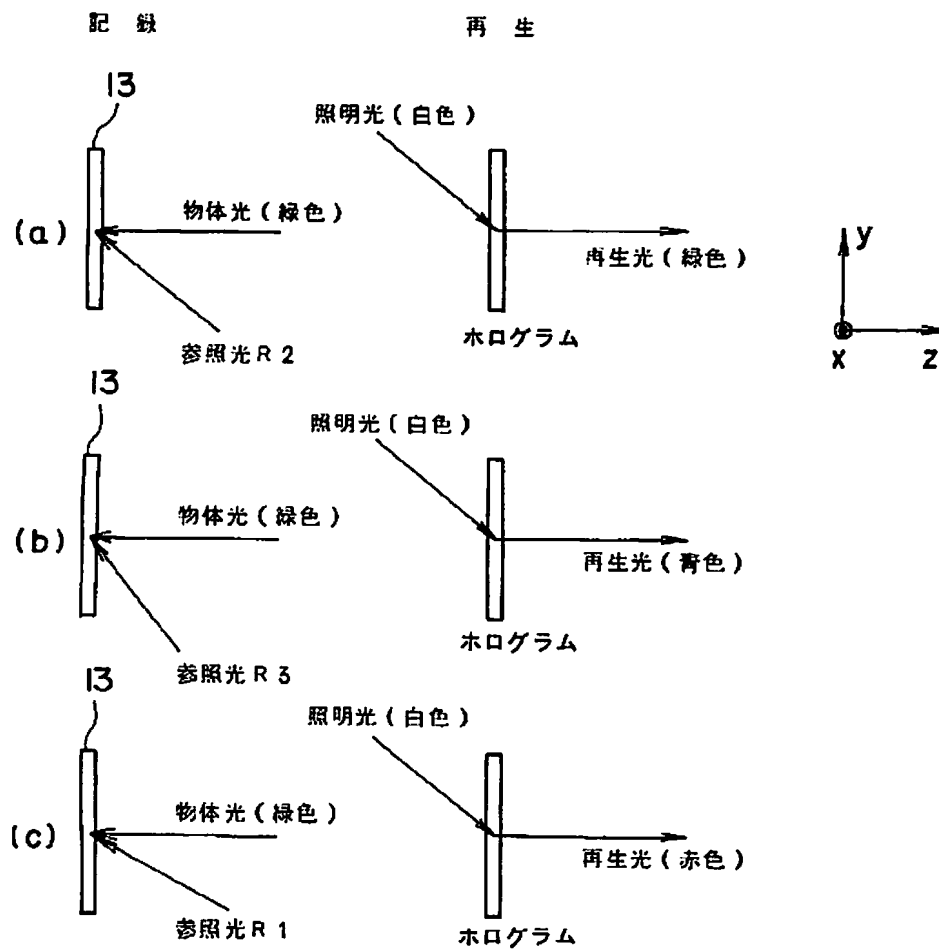 記録
再生
13
照明光(白色)
(a)
物体光(緑色)
再生光(緑色)
参照光R2
ホログラム
y
x
z
13
照明光(白色)
(b)
物体光(緑色)
再生光(青色)
参照光R3
ホログラム
13
照明光(白色)
(c)
物体光(緑色)
再生光(赤色)
参照光R1
ホログラム